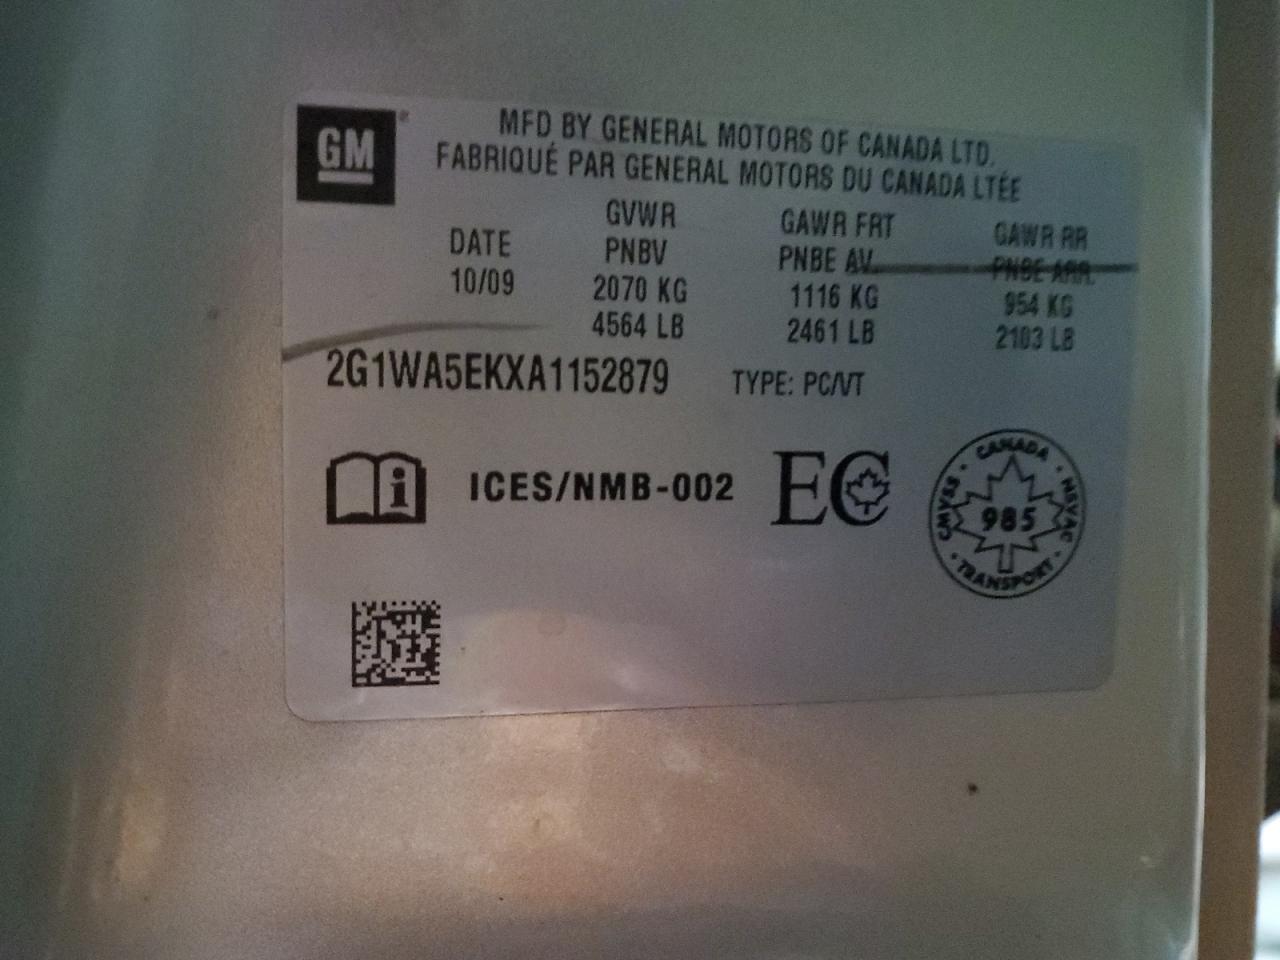 GM
MFD BY GENERAL MOTORS OF CANADA LTD.
FABRIQUÉ PAR GENERAL MOTORS DU CANADA LTÉE
DATE
10/09
GVWR
PNBV
2070 KG
4564 LB
GAWR FRT
PNBE AV.
1116 KG
2461 LB
GAWR RR
PNBE ARR.
954 KG
2103 LB
2G1WA5EKXA1152879 TYPE: PC/VT
i
ICES/NMB-002
EC
CANADA
CMVSS
985
NSVAC
TRANSPORT